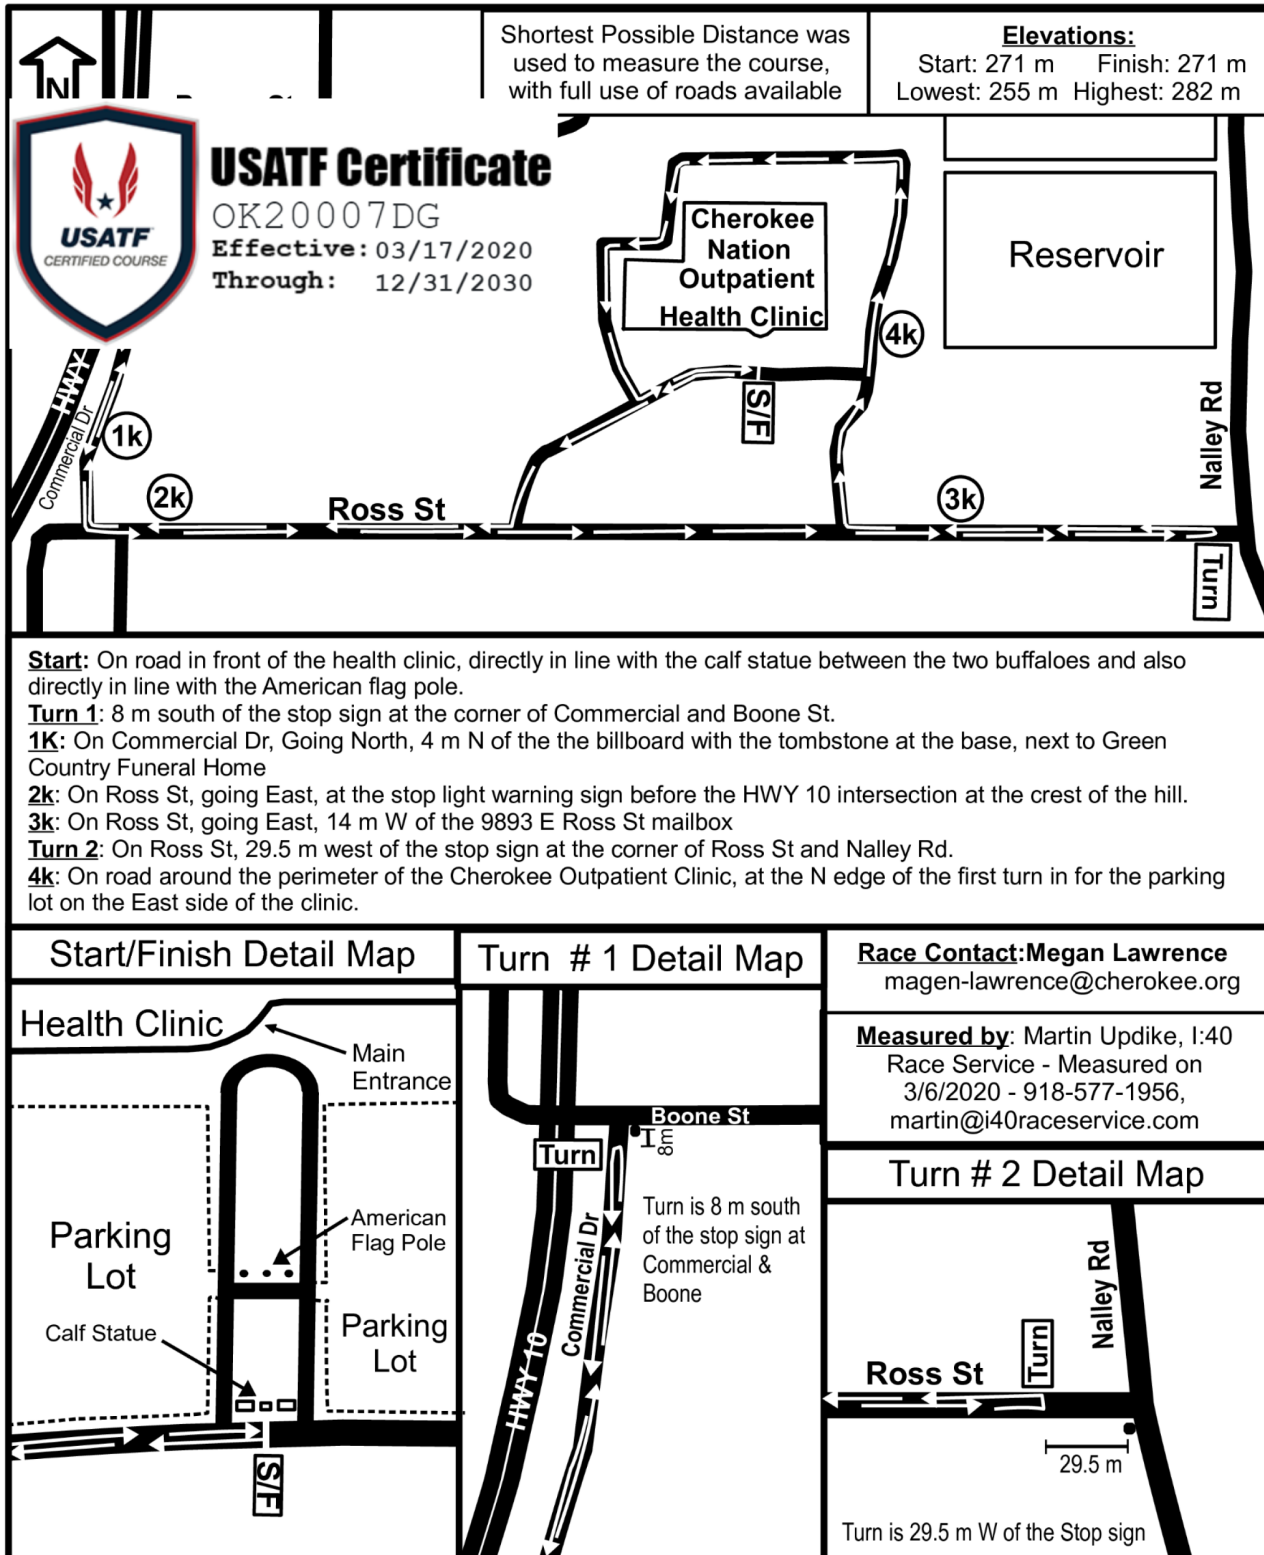 Shortest Possible Distance was
used to measure the course,
with full use of roads available
Elevations:
Start: 271 m Finish: 271 m
Lowest: 255 m Highest: 282 m
N
USATF
CERTIFIED COURSE
USATF Certificate
OK20007DG
Effective: 03/17/2020
Through: 12/31/2030
Cherokee
Nation
Outpatient
Health Clinic
Reservoir
4k
HWY
Commercial Dr
1k
S/F
Nalley Rd
2k
Ross St
3k
Turn
Start: On road in front of the health clinic, directly in line with the calf statue between the two buffaloes and also
directly in line with the American flag pole.
Turn 1: 8 m south of the stop sign at the corner of Commercial and Boone St.
1K: On Commercial Dr, Going North, 4 m N of the the billboard with the tombstone at the base, next to Green
Country Funeral Home
2k: On Ross St, going East, at the stop light warning sign before the HWY 10 intersection at the crest of the hill.
3k: On Ross St, going East, 14 m W of the 9893 E Ross St mailbox
Turn 2: On Ross St, 29.5 m west of the stop sign at the corner of Ross St and Nalley Rd.
4k: On road around the perimeter of the Cherokee Outpatient Clinic, at the N edge of the first turn in for the parking
lot on the East side of the clinic.
Start/Finish Detail Map
Health Clinic
Main
Entrance
American
Flag Pole
Parking
Lot
Calf Statue
Parking
Lot
S/F
Turn # 1 Detail Map
Boone St
Turn
8m
Turn is 8 m south
of the stop sign at
Commercial &
Boone
Commercial Dr
HWY 10
Race Contact:Megan Lawrence
magen-lawrence@cherokee.org
Measured by: Martin Updike, I:40
Race Service - Measured on
3/6/2020 - 918-577-1956,
martin@i40raceservice.com
Turn # 2 Detail Map
Nalley Rd
Turn
Ross St
29.5 m
Turn is 29.5 m W of the Stop sign